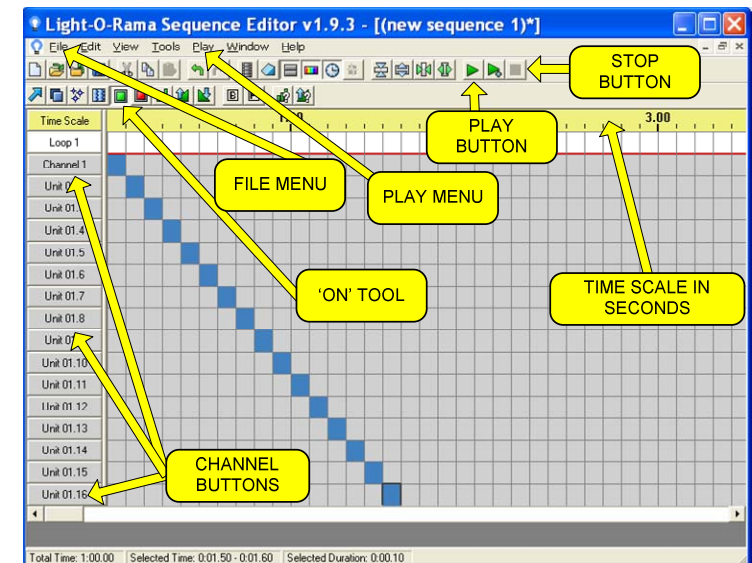 Light-O-Rama Sequence Editor v1.9.3 - [(new sequence 1)*]
File Edit View Tools Play Window Help
STOP
BUTTON
Time Scale
3.00
PLAY
BUTTON
Loop 1
Channel 1
FILE MENU
PLAY MENU
Unit 01.4
Unit 01.5
Unit 01.6
'ON' TOOL
TIME SCALE IN
SECONDS
Unit 01.7
Unit 01.8
Unit 01.10
Unit 01.11
Unit 01.12
Unit 01.13
Unit 01.14
CHANNEL
BUTTONS
Unit 01.15
Unit 01.16
Total Time: 1:00.00 Selected Time: 0:01.50 - 0:01.60 Selected Duration: 0:00.10